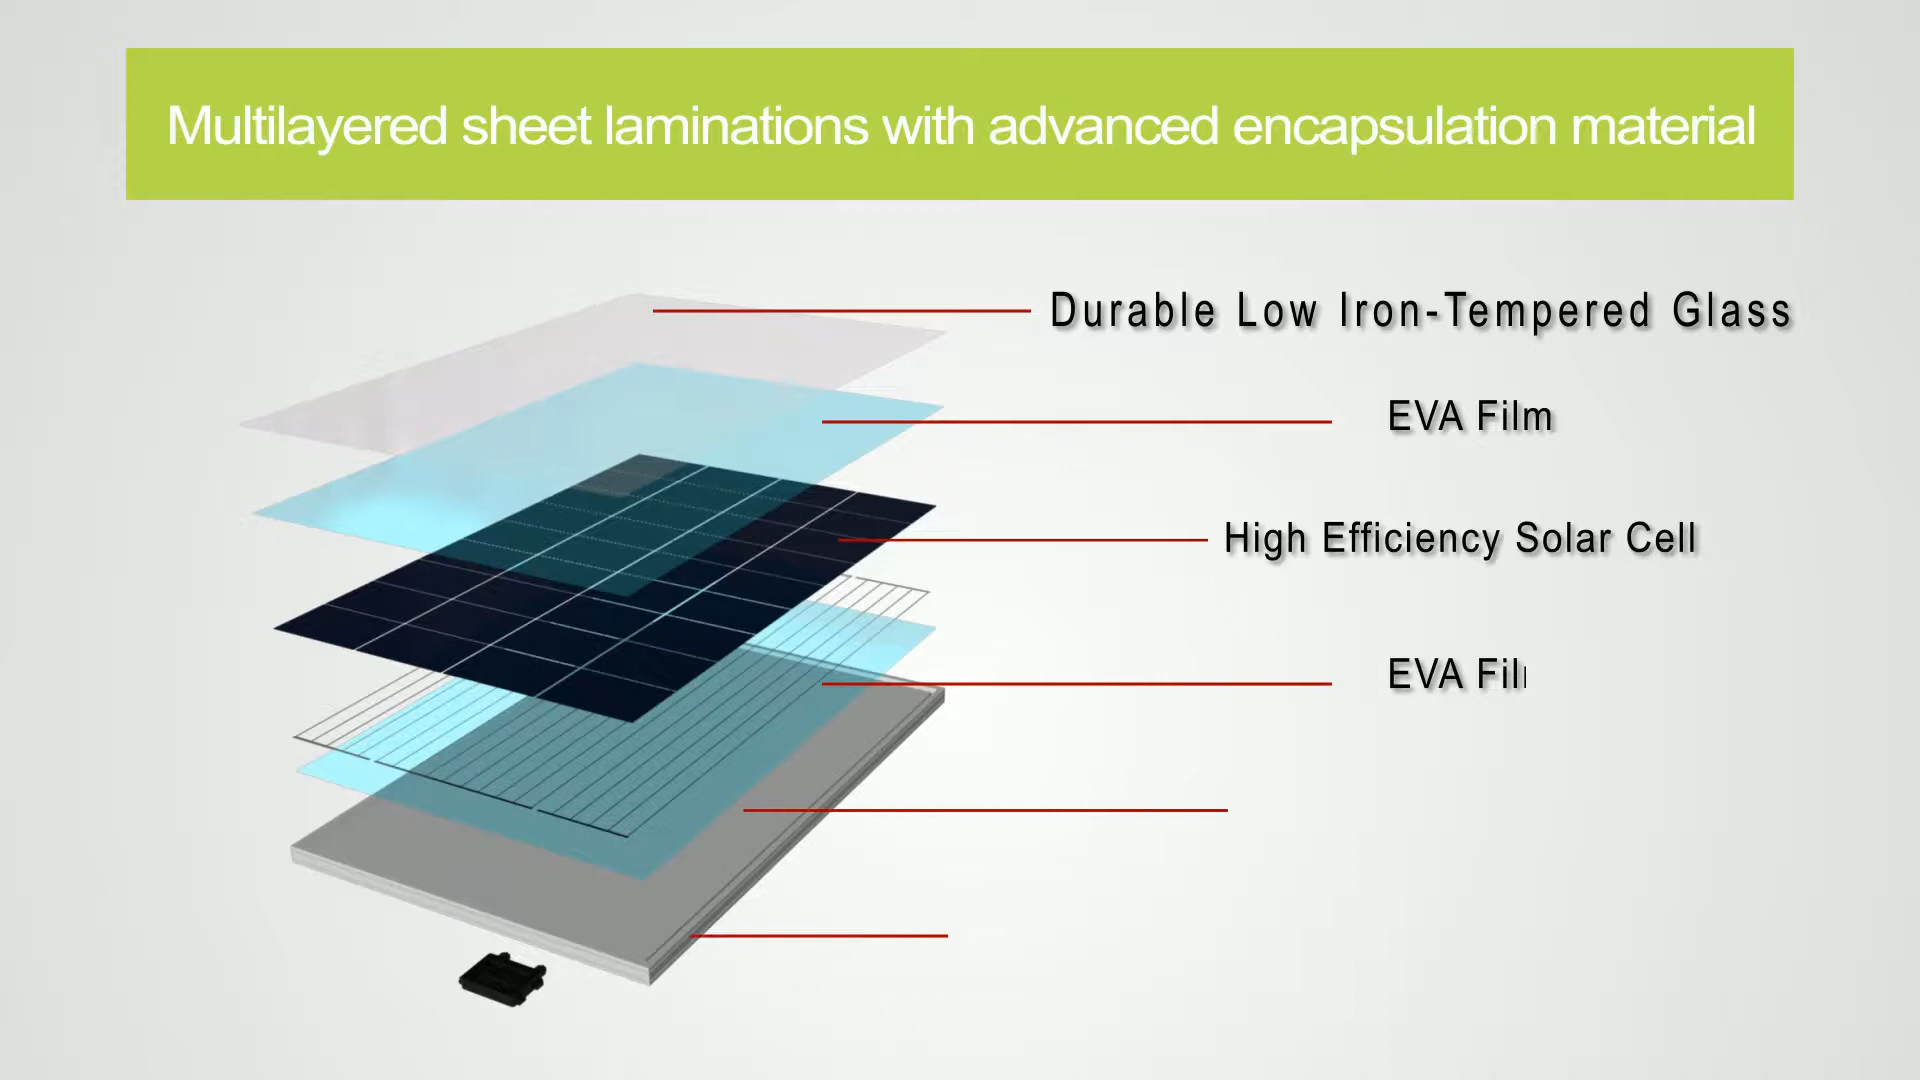 Multilayered sheet laminations with advanced encapsulation material
Durable Low Iron-Tempered Glass
EVA Film
High Efficiency Solar Cell
EVA Fil